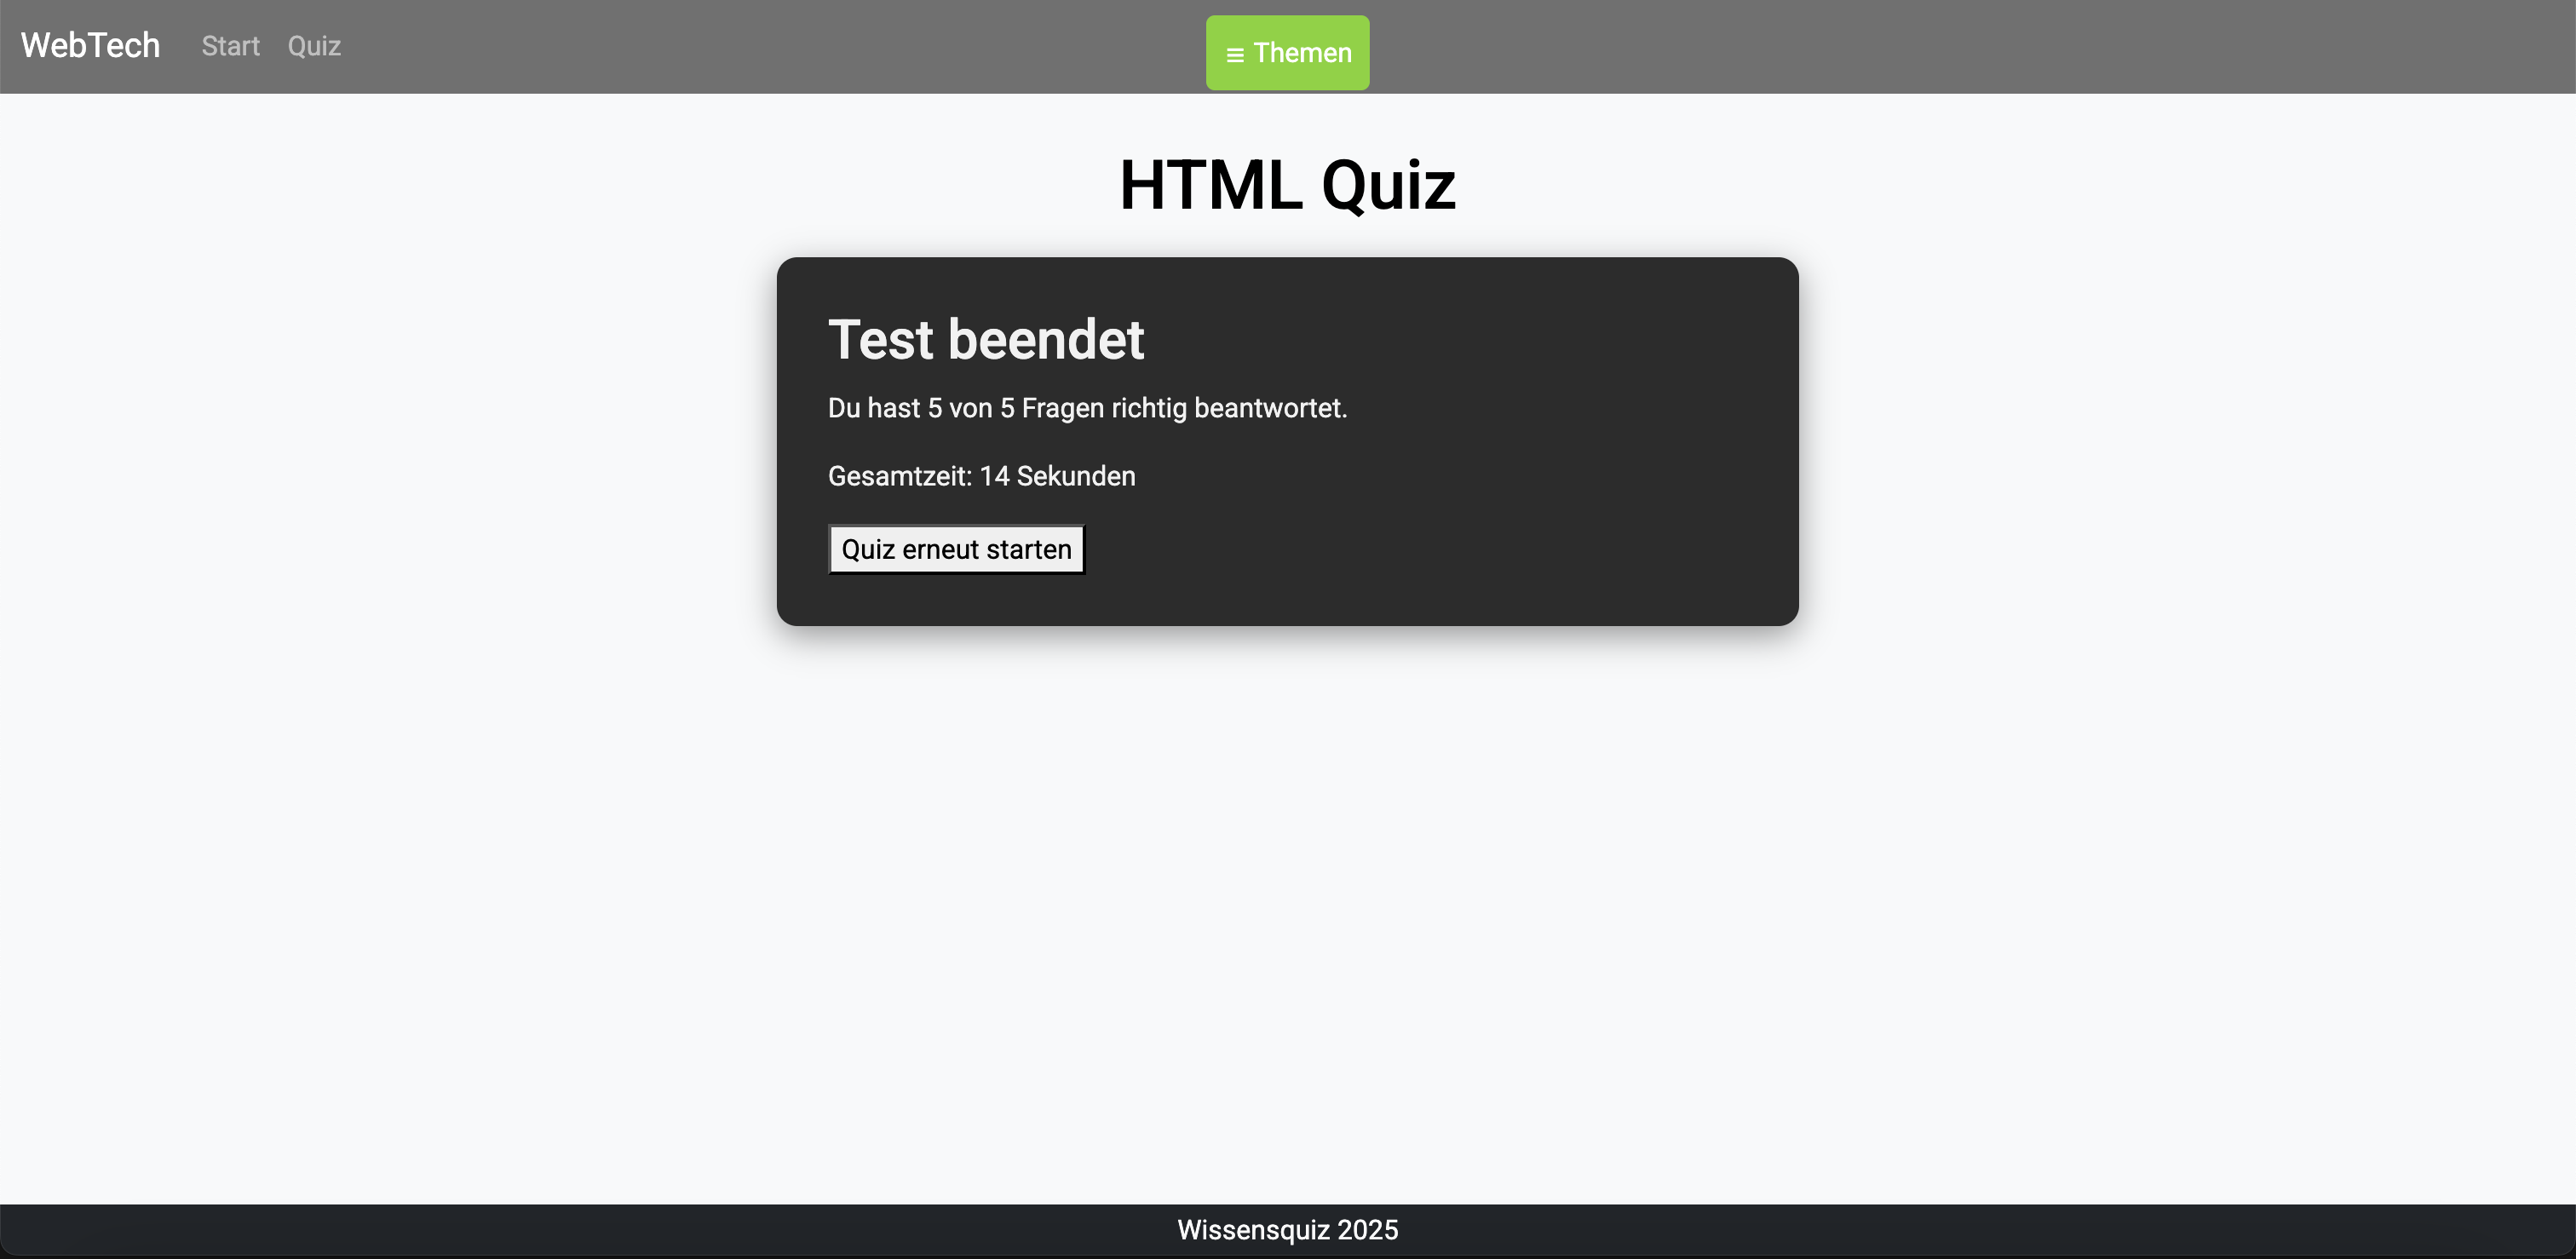 WebTech Start Quiz ≡ Themen
HTML Quiz
Test beendet
Du hast 5 von 5 Fragen richtig beantwortet.
Gesamtzeit: 14 Sekunden
Quiz erneut starten
Wissensquiz 2025